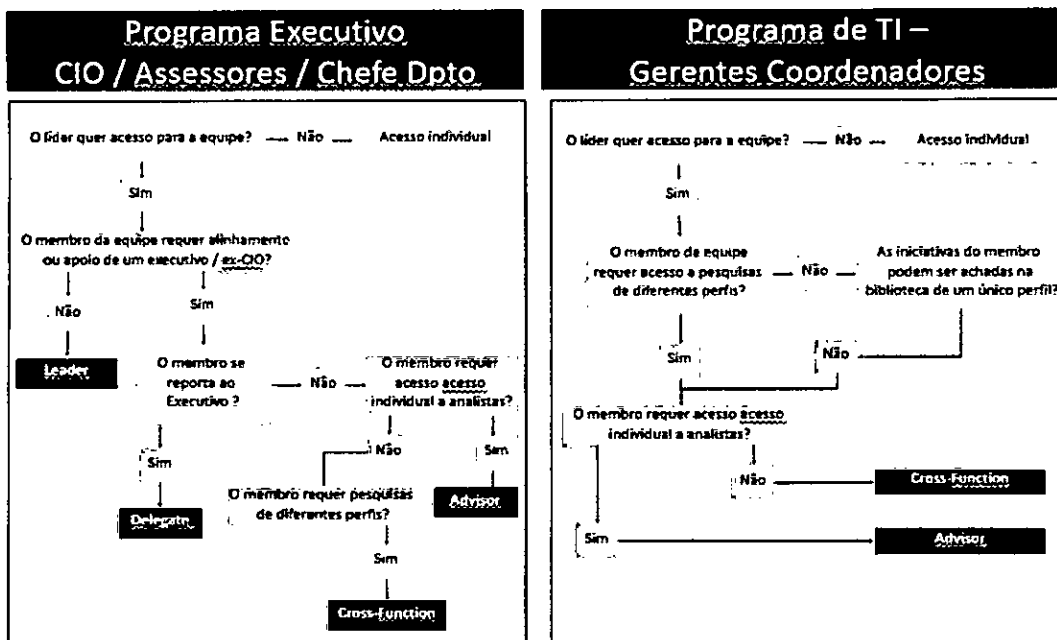 Programa Executivo
CIO / Assessores / Chefe Dpto
O líder quer acesso para a equipe?
Não
Acesso individual
Sim
O membro da equipe requer alinhamento
ou apoio de um executivo / ex-CIO?
Não
Sim
Leader
O membro se
reporta ao
Executivo ?
Não
O membro requer
acesso acesso
individual a analistas?
Sim
Não
Sim
Delegate
O membro requer pesquisas
de diferentes perfis?
Advisor
Sim
Cross-Function
Programa de TI –
Gerentes Coordenadores
O líder quer acesso para a equipe?
Não
Acesso individual
Sim
O membro de equipe
requer acesso a pesquisas
de diferentes perfis?
Não
As iniciativas do membro
podem ser achadas na
biblioteca de um único perfil?
Sim
Não
O membro requer acesso acesso
individual a analistas?
Não
Cross-Function
Sim
Advisor